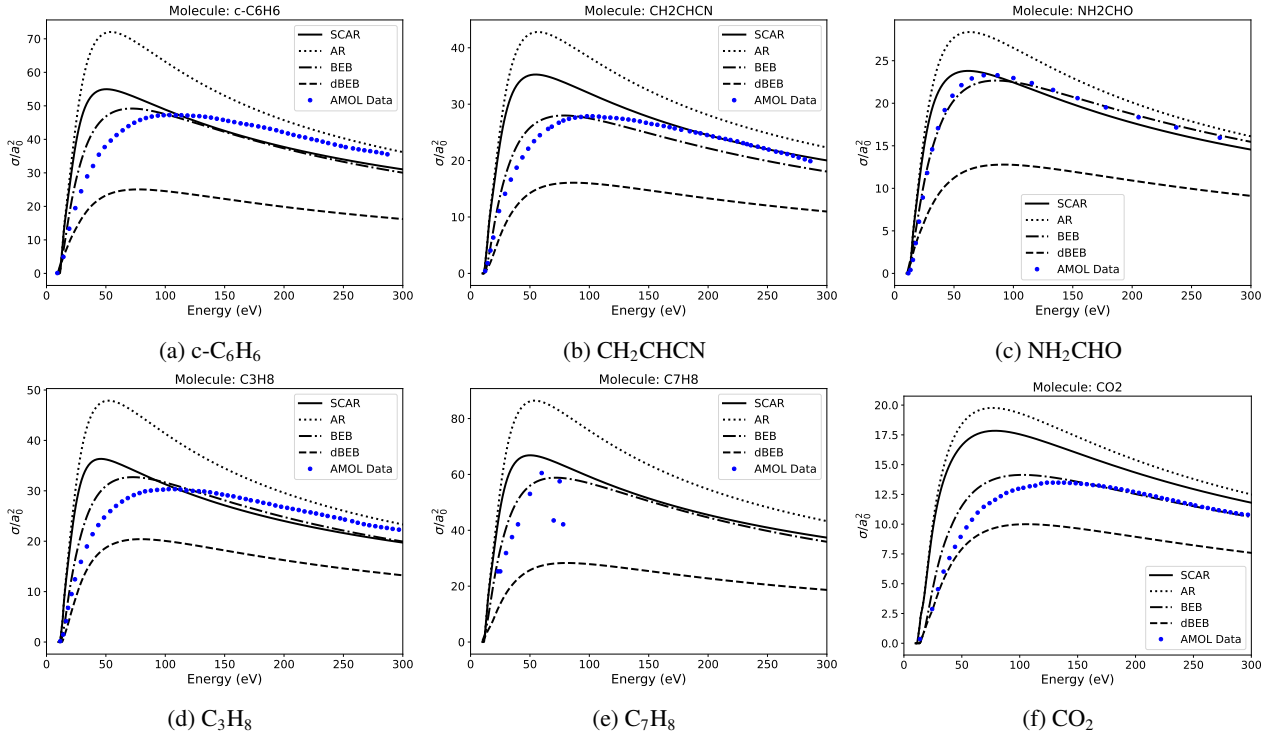 Molecule: c-C6H6
σ/a₀²
70
60
50
40
30
20
10
0
0 50 100 150 200 250 300
Energy (eV)
SCAR
AR
BEB
dBEB
AMOL Data
(a) c-C₆H₆
Molecule: CH2CHCN
σ/a₀²
40
30
20
10
0
0 50 100 150 200 250 300
Energy (eV)
SCAR
AR
BEB
dBEB
AMOL Data
(b) CH₂CHCN
Molecule: NH2CHO
σ/a₀²
25
20
15
10
5
0
0 50 100 150 200 250 300
Energy (eV)
SCAR
AR
BEB
dBEB
AMOL Data
(c) NH₂CHO
Molecule: C3H8
σ/a₀²
50
40
30
20
10
0
0 50 100 150 200 250 300
Energy (eV)
SCAR
AR
BEB
dBEB
AMOL Data
(d) C₃H₈
Molecule: C7H8
σ/a₀²
80
60
40
20
0
0 50 100 150 200 250 300
Energy (eV)
SCAR
AR
BEB
dBEB
AMOL Data
(e) C₇H₈
Molecule: CO2
σ/a₀²
20.0
17.5
15.0
12.5
10.0
7.5
5.0
2.5
0.0
0 50 100 150 200 250 300
Energy (eV)
SCAR
AR
BEB
dBEB
AMOL Data
(f) CO₂